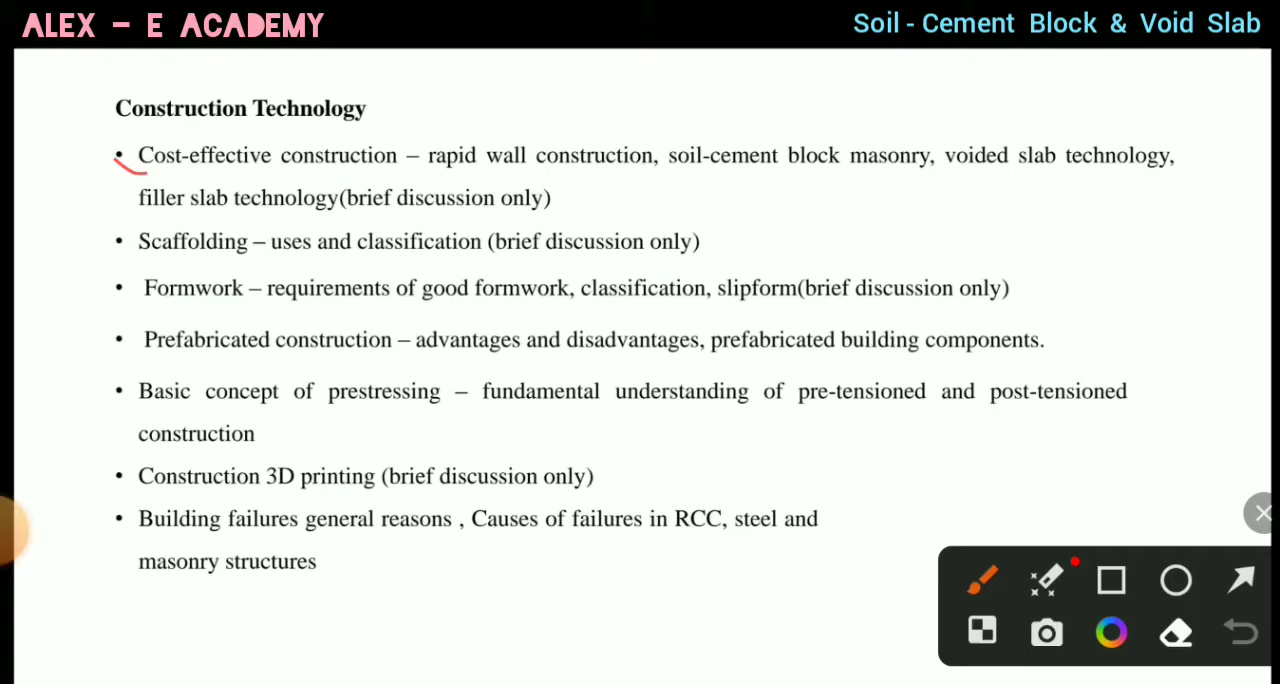 ALEX – E ACADEMY
Soil - Cement Block & Void Slab
Construction Technology
• Cost-effective construction – rapid wall construction, soil-cement block masonry, voided slab technology,
filler slab technology(brief discussion only)
• Scaffolding – uses and classification (brief discussion only)
• Formwork – requirements of good formwork, classification, slipform(brief discussion only)
• Prefabricated construction – advantages and disadvantages, prefabricated building components.
• Basic concept of prestressing – fundamental understanding of pre-tensioned and post-tensioned
construction
• Construction 3D printing (brief discussion only)
• Building failures general reasons , Causes of failures in RCC, steel and
masonry structures